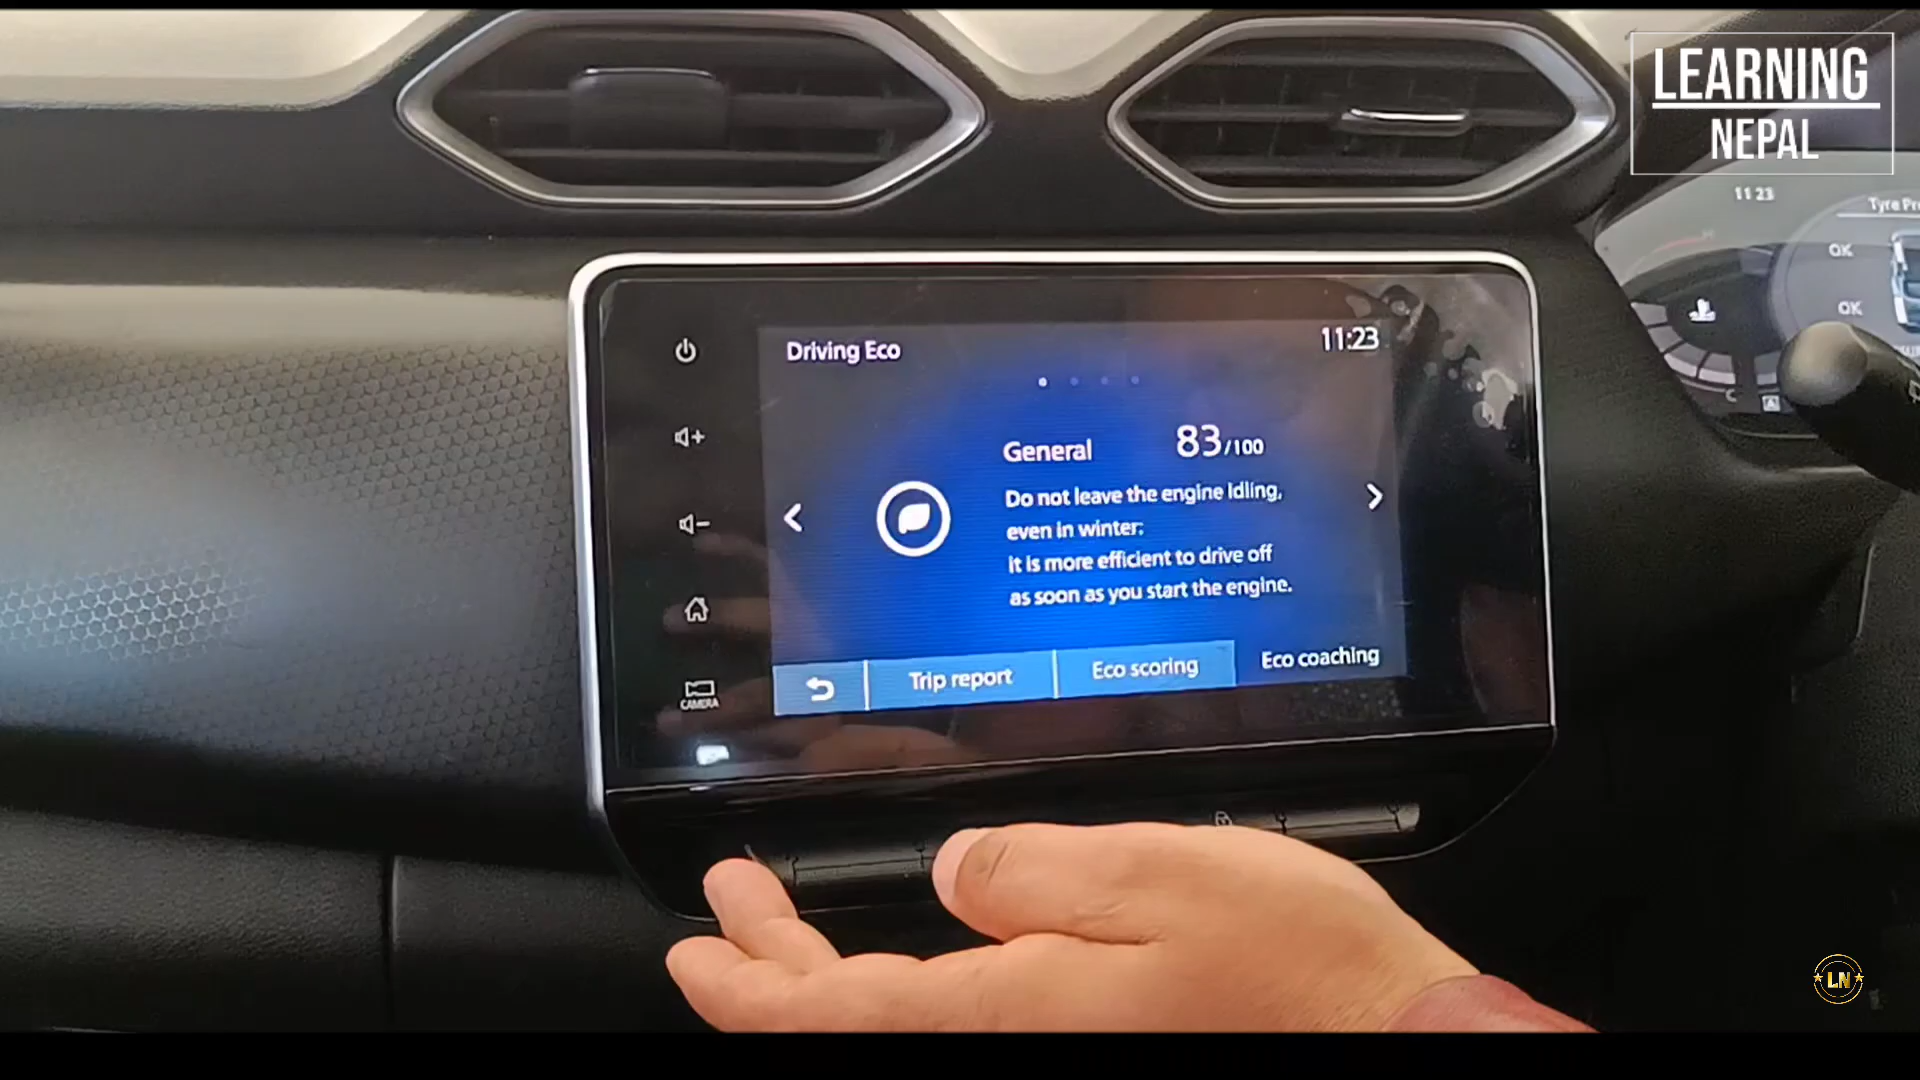 LEARNING
NEPAL
11 23
Tyre
OK
OK
C
Driving Eco
11:23
General
83/100
Do not leave the engine idling,
even in winter:
it is more efficient to drive off
as soon as you start the engine.
Trip report
Eco scoring
Eco coaching
CAMERA
LN